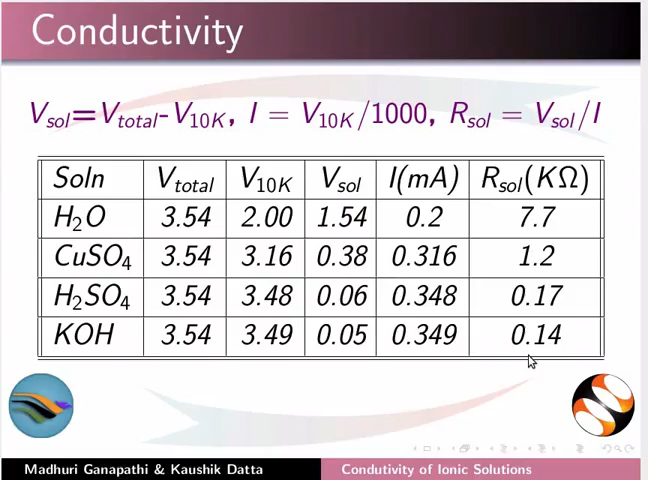 Conductivity
V_sol=V_total-V_10K, I = V_10K/1000, R_sol = V_sol/I
Soln V_total V_10K V_sol I(mA) R_sol(KΩ)
H₂O 3.54 2.00 1.54 0.2 7.7
CuSO₄ 3.54 3.16 0.38 0.316 1.2
H₂SO₄ 3.54 3.48 0.06 0.348 0.17
KOH 3.54 3.49 0.05 0.349 0.14
Madhuri Ganapathi & Kaushik Datta Condutivity of Ionic Solutions